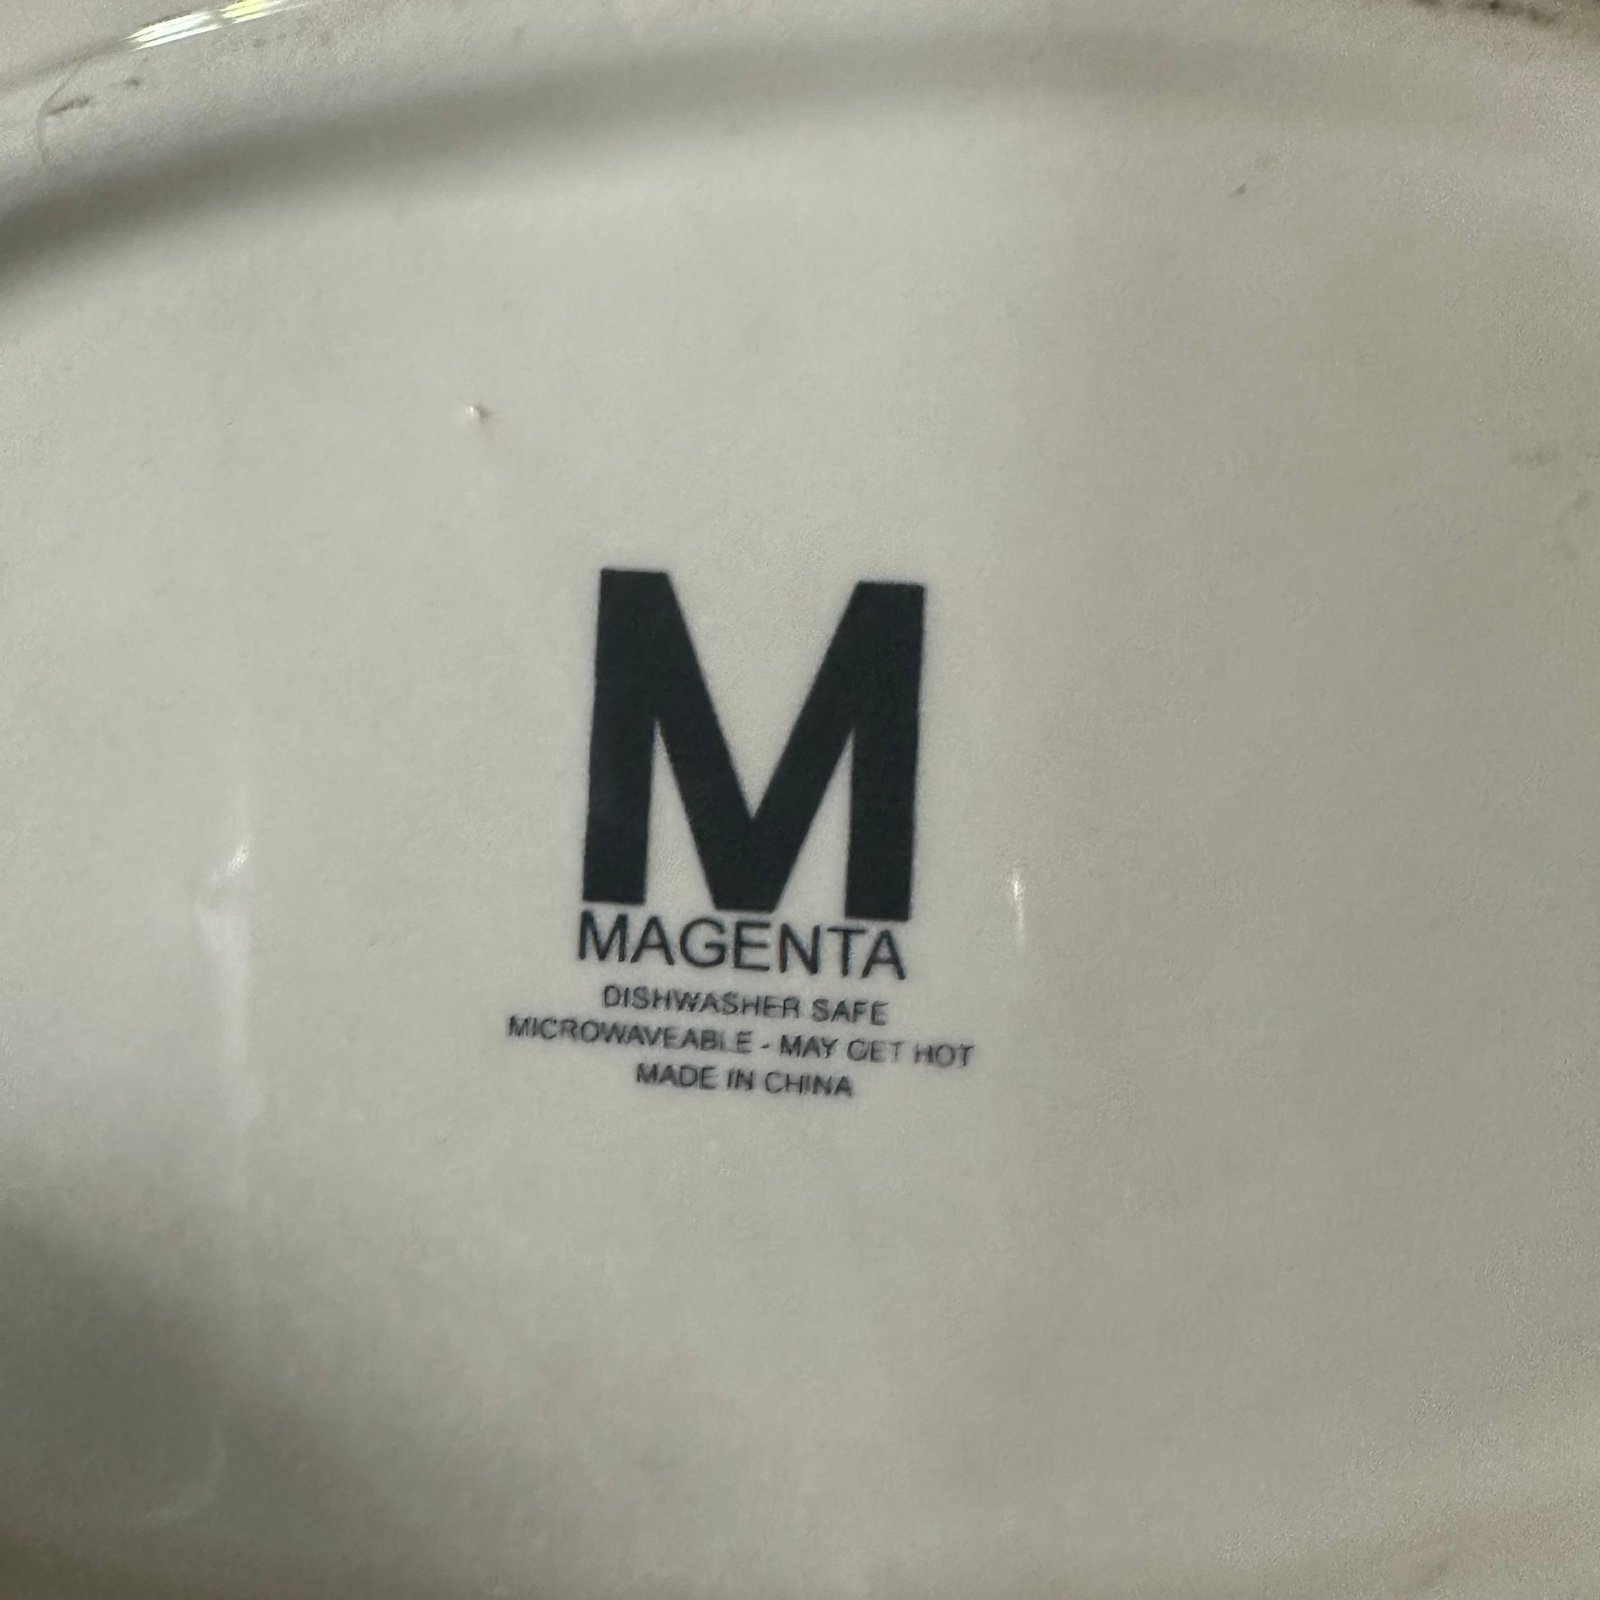 M
MAGENTA
DISHWASHER SAFE
MICROWAVEABLE - MAY GET HOT
MADE IN CHINA